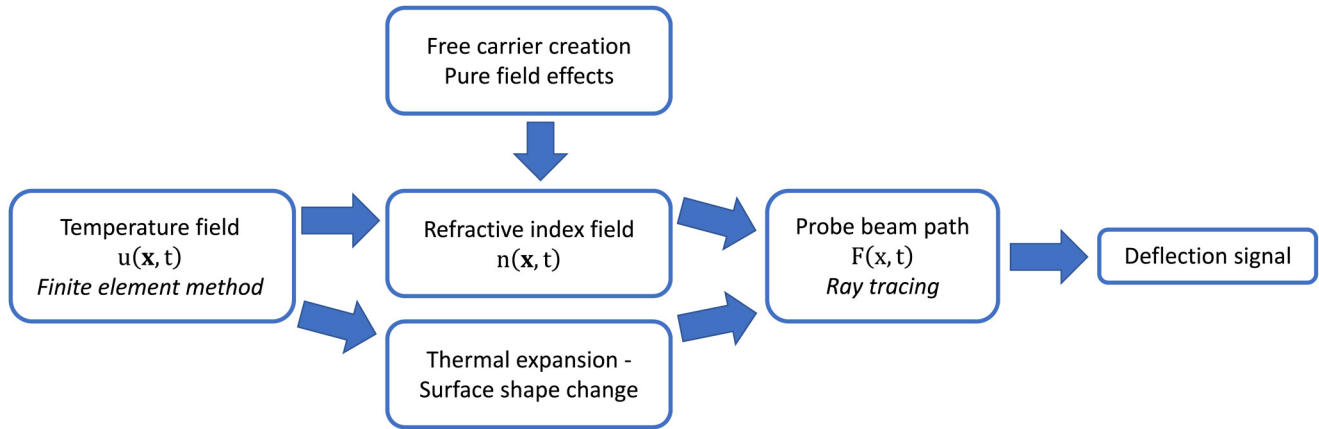 Free carrier creation
Pure field effects
Temperature field
u(x, t)
Finite element method
Refractive index field
n(x, t)
Probe beam path
F(x, t)
Ray tracing
Deflection signal
Thermal expansion -
Surface shape change